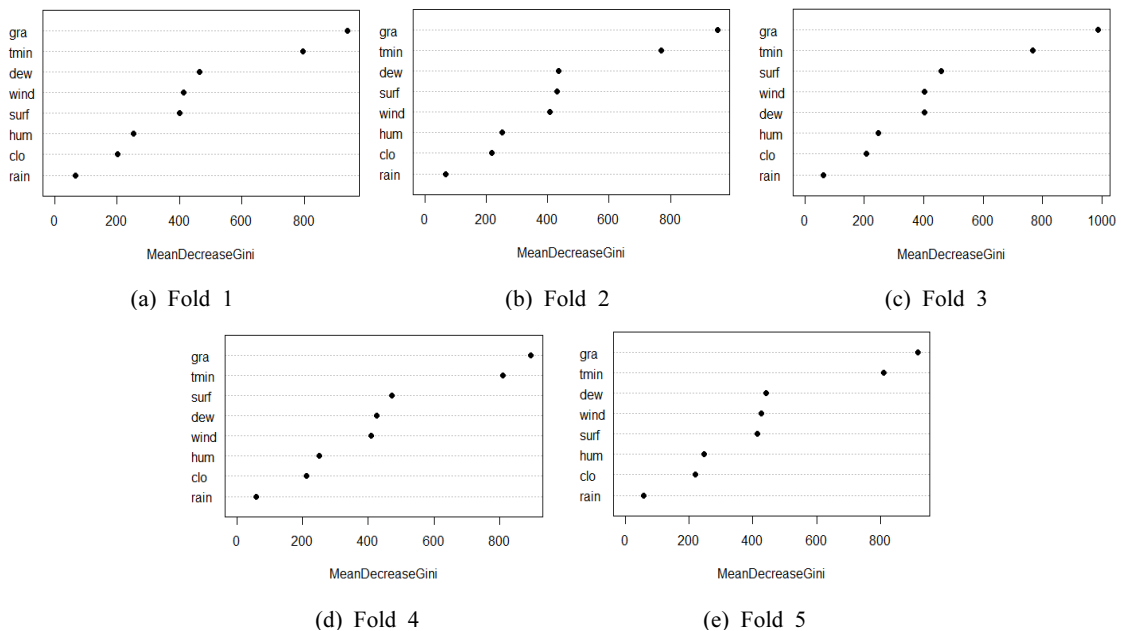 gra
tmin
dew
wind
surf
hum
clo
rain
0 200 400 600 800
MeanDecreaseGini
(a) Fold 1
gra
tmin
dew
surf
wind
hum
clo
rain
0 200 400 600 800
MeanDecreaseGini
(b) Fold 2
gra
tmin
surf
wind
dew
hum
clo
rain
0 200 400 600 800 1000
MeanDecreaseGini
(c) Fold 3
gra
tmin
surf
dew
wind
hum
clo
rain
0 200 400 600 800
MeanDecreaseGini
(d) Fold 4
gra
tmin
dew
wind
surf
hum
clo
rain
0 200 400 600 800
MeanDecreaseGini
(e) Fold 5